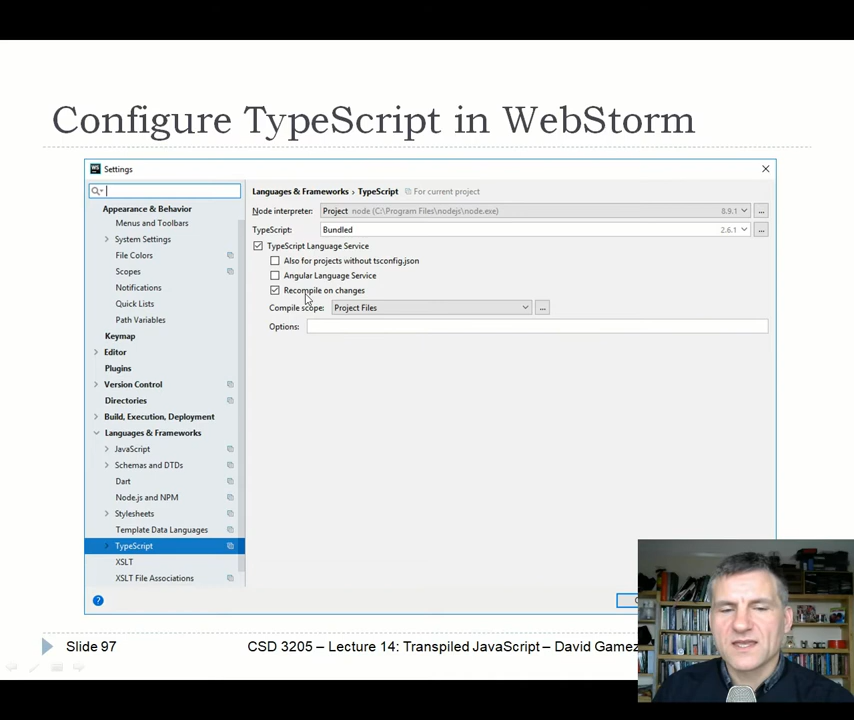 Configure TypeScript in WebStorm
WS Settings
Languages & Frameworks › TypeScript For current project
Node interpreter: Project node (C:\Program Files\nodejs\node.exe) 8.9.1 ...
TypeScript: Bundled 2.6.1 ...
TypeScript Language Service
Also for projects without tsconfig.json
Angular Language Service
Recompile on changes
Compile scope: Project Files ...
Options:
Appearance & Behavior
Menus and Toolbars
System Settings
File Colors
Scopes
Notifications
Quick Lists
Path Variables
Keymap
Editor
Plugins
Version Control
Directories
Build, Execution, Deployment
Languages & Frameworks
JavaScript
Schemas and DTDs
Dart
Node.js and NPM
Stylesheets
Template Data Languages
TypeScript
XSLT
XSLT File Associations
?
Slide 97
CSD 3205 – Lecture 14: Transpiled JavaScript – David Gamez